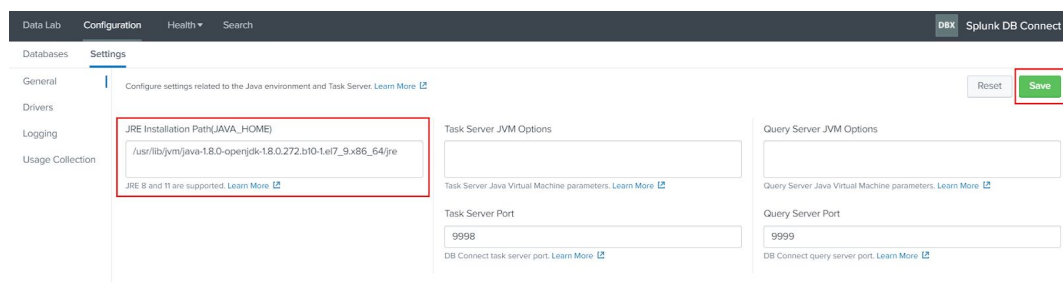 Data Lab Configuration Health Search DBX Splunk DB Connect
Databases Settings
General
Drivers
Logging
Usage Collection
Configure settings related to the Java environment and Task Server. Learn More
Reset Save
JRE Installation Path(JAVA_HOME)
/usr/lib/jvm/java-1.8.0-openjdk-1.8.0.272.b10-1.el7_9.x86_64/jre
JRE 8 and 11 are supported. Learn More
Task Server JVM Options
Task Server Java Virtual Machine parameters. Learn More
Task Server Port
9998
DB Connect task server port. Learn More
Query Server JVM Options
Query Server Java Virtual Machine parameters. Learn More
Query Server Port
9999
DB Connect query server port. Learn More